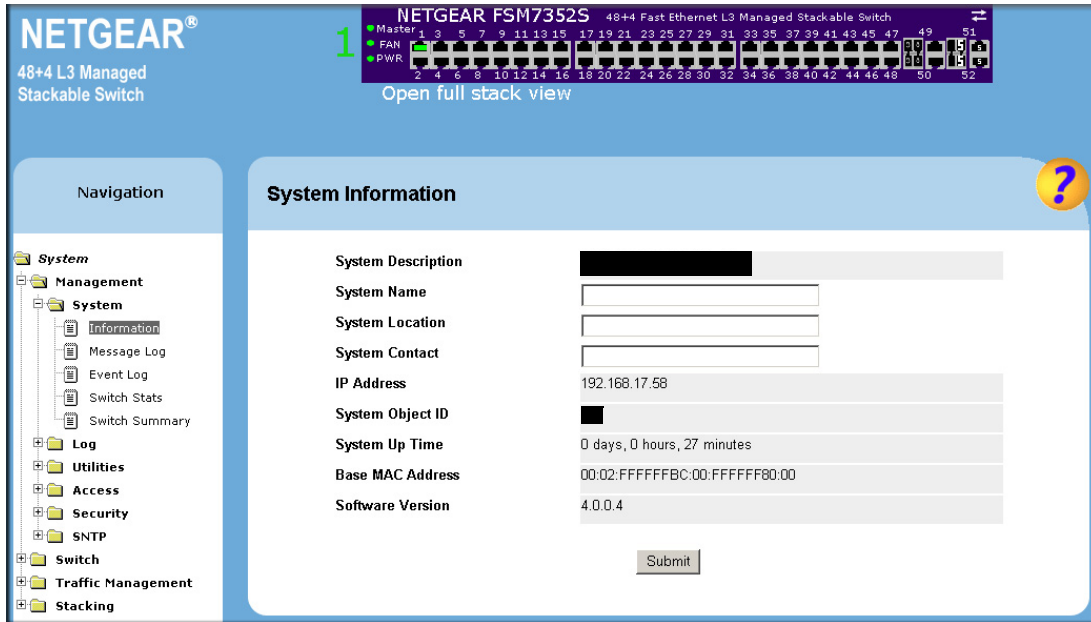 NETGEAR®
48+4 L3 Managed
Stackable Switch
1
NETGEAR FSM7352S 48+4 Fast Ethernet L3 Managed Stackable Switch
Master
FAN
PWR
1 3 5 7 9 11 13 15 17 19 21 23 25 27 29 31 33 35 37 39 41 43 45 47 49 51
2 4 6 8 10 12 14 16 18 20 22 24 26 28 30 32 34 36 38 40 42 44 46 48 50 52
Open full stack view
Navigation
System
Management
System
Information
Message Log
Event Log
Switch Stats
Switch Summary
Log
Utilities
Access
Security
SNTP
Switch
Traffic Management
Stacking
System Information
?
System Description
System Name
System Location
System Contact
IP Address 192.168.17.58
System Object ID
System Up Time 0 days, 0 hours, 27 minutes
Base MAC Address 00:02:FFFFFFBC:00:FFFFFF80:00
Software Version 4.0.0.4
Submit